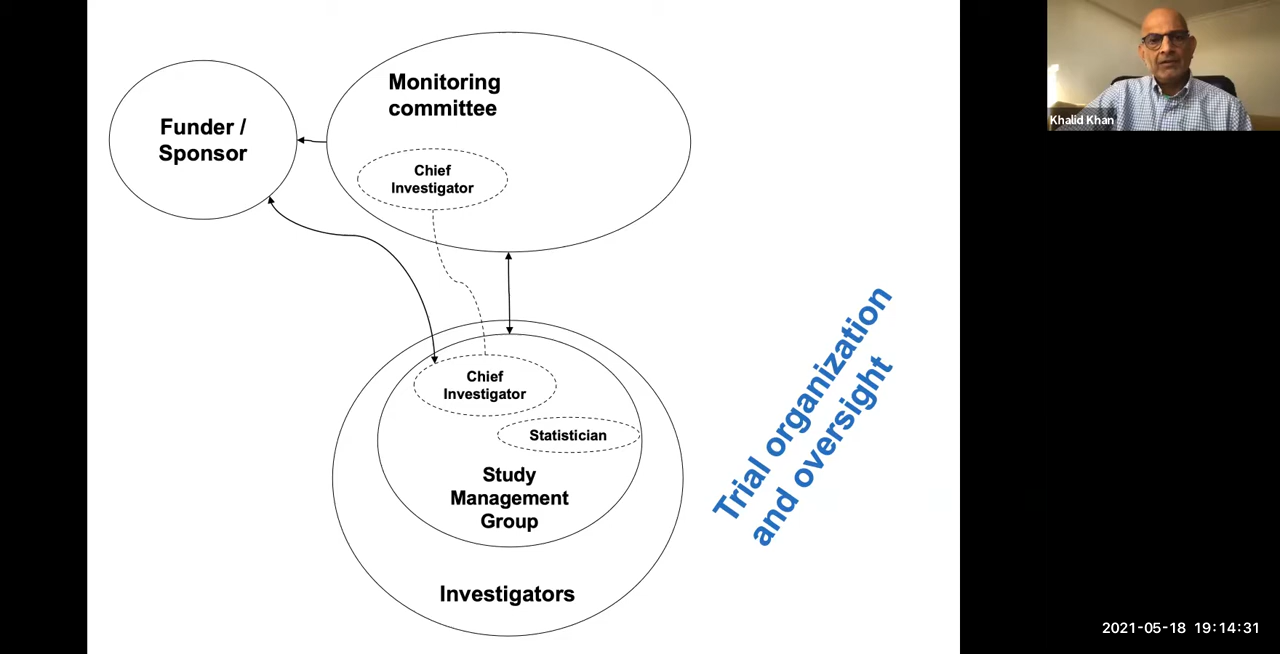 Funder /
Sponsor
Monitoring
committee
Chief
Investigator
Khalid Khan
Chief
Investigator
Statistician
Study
Management
Group
Investigators
Trial organization
and oversight
2021-05-18 19:14:31